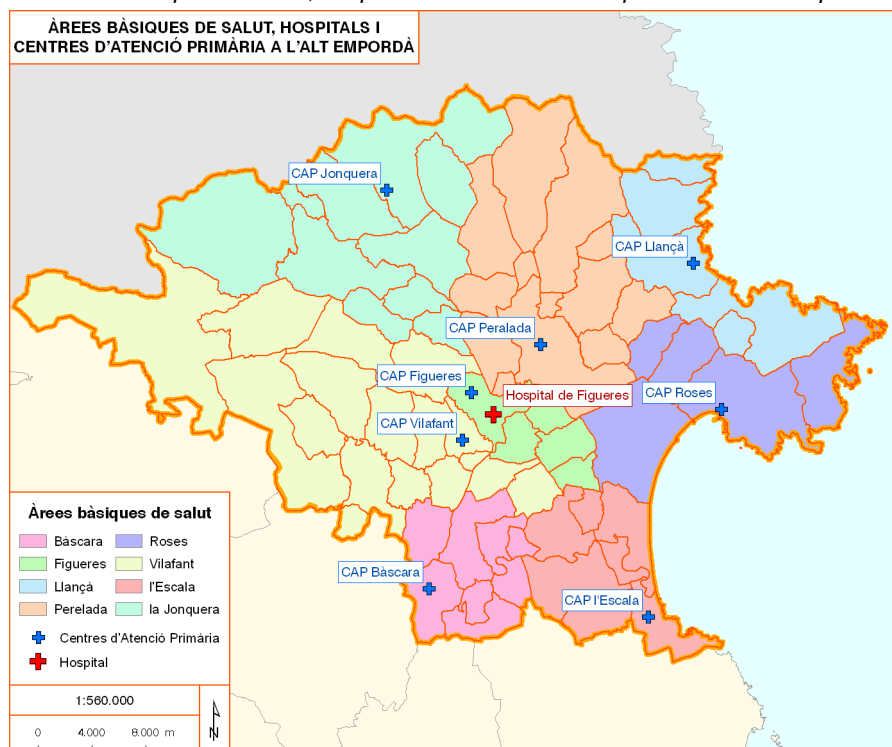 ÀREES BÀSIQUES DE SALUT, HOSPITALS I
CENTRES D'ATENCIÓ PRIMÀRIA A L'ALT EMPORDÀ
CAP Jonquera
CAP Llançà
CAP Peralada
CAP Figueres
Hospital de Figueres
CAP Roses
CAP Vilafant
CAP Bàscara
CAP l'Escala
Àrees bàsiques de salut
Bàscara
Roses
Figueres
Vilafant
Llançà
l'Escala
Perelada
la Jonquera
Centres d'Atenció Primària
Hospital
1:560.000
0 4.000 8.000 m
N